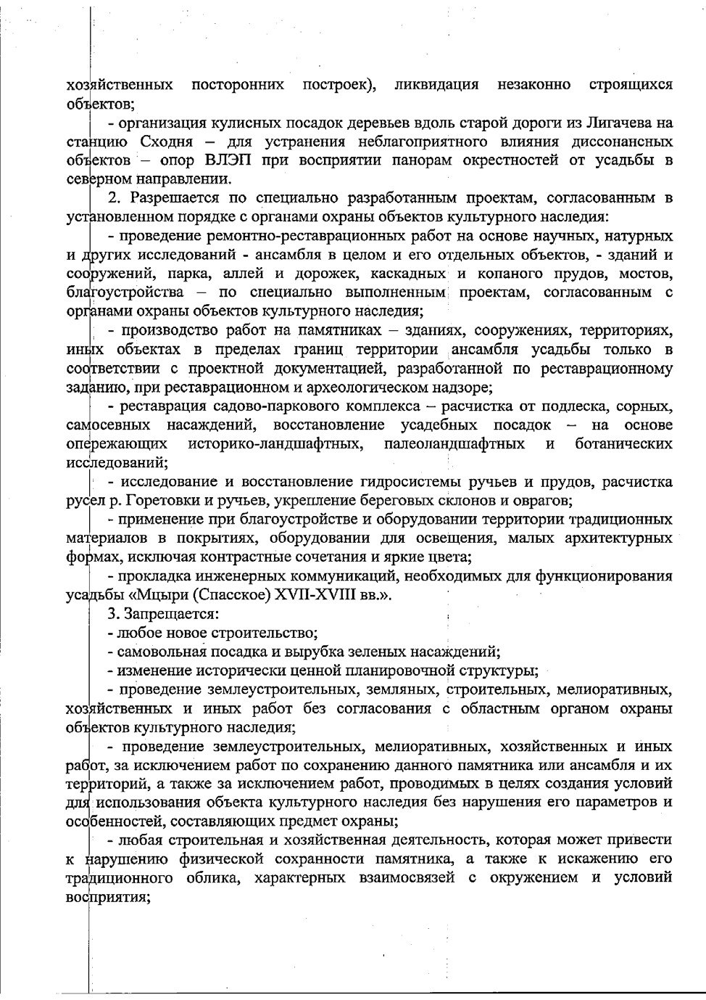 хозяйственных посторонних построек), ликвидация незаконно строящихся
объектов;
- организация кулисных посадок деревьев вдоль старой дороги из Лигачева на
станцию Сходня – для устранения неблагоприятного влияния диссонансных
объектов – опор ВЛЭП при восприятии панорам окрестностей от усадьбы в
северном направлении.
2. Разрешается по специально разработанным проектам, согласованным в
установленном порядке с органами охраны объектов культурного наследия:
- проведение ремонтно-реставрационных работ на основе научных, натурных
и других исследований - ансамбля в целом и его отдельных объектов, - зданий и
сооружений, парка, аллей и дорожек, каскадных и копаного прудов, мостов,
благоустройства – по специально выполненным проектам, согласованным с
органами охраны объектов культурного наследия;
- производство работ на памятниках – зданиях, сооружениях, территориях,
иных объектах в пределах границ территории ансамбля усадьбы только в
соответствии с проектной документацией, разработанной по реставрационному
заданию, при реставрационном и археологическом надзоре;
- реставрация садово-паркового комплекса – расчистка от подлеска, сорных,
самосевных насаждений, восстановление усадебных посадок – на основе
опережающих историко-ландшафтных, палеоландшафтных и ботанических
исследований;
- исследование и восстановление гидросистемы ручьев и прудов, расчистка
русел р. Горетовки и ручьев, укрепление береговых склонов и оврагов;
- применение при благоустройстве и оборудовании территории традиционных
материалов в покрытиях, оборудовании для освещения, малых архитектурных
формах, исключая контрастные сочетания и яркие цвета;
- прокладка инженерных коммуникаций, необходимых для функционирования
усадьбы «Мцыри (Спасское) XVII-XVIII вв.».
3. Запрещается:
- любое новое строительство;
- самовольная посадка и вырубка зеленых насаждений;
- изменение исторически ценной планировочной структуры;
- проведение землеустроительных, земляных, строительных, мелиоративных,
хозяйственных и иных работ без согласования с областным органом охраны
объектов культурного наследия;
- проведение землеустроительных, мелиоративных, хозяйственных и иных
работ, за исключением работ по сохранению данного памятника или ансамбля и их
территорий, а также за исключением работ, проводимых в целях создания условий
для использования объекта культурного наследия без нарушения его параметров и
особенностей, составляющих предмет охраны;
- любая строительная и хозяйственная деятельность, которая может привести
к нарушению физической сохранности памятника, а также к искажению его
традиционного облика, характерных взаимосвязей с окружением и условий
восприятия;